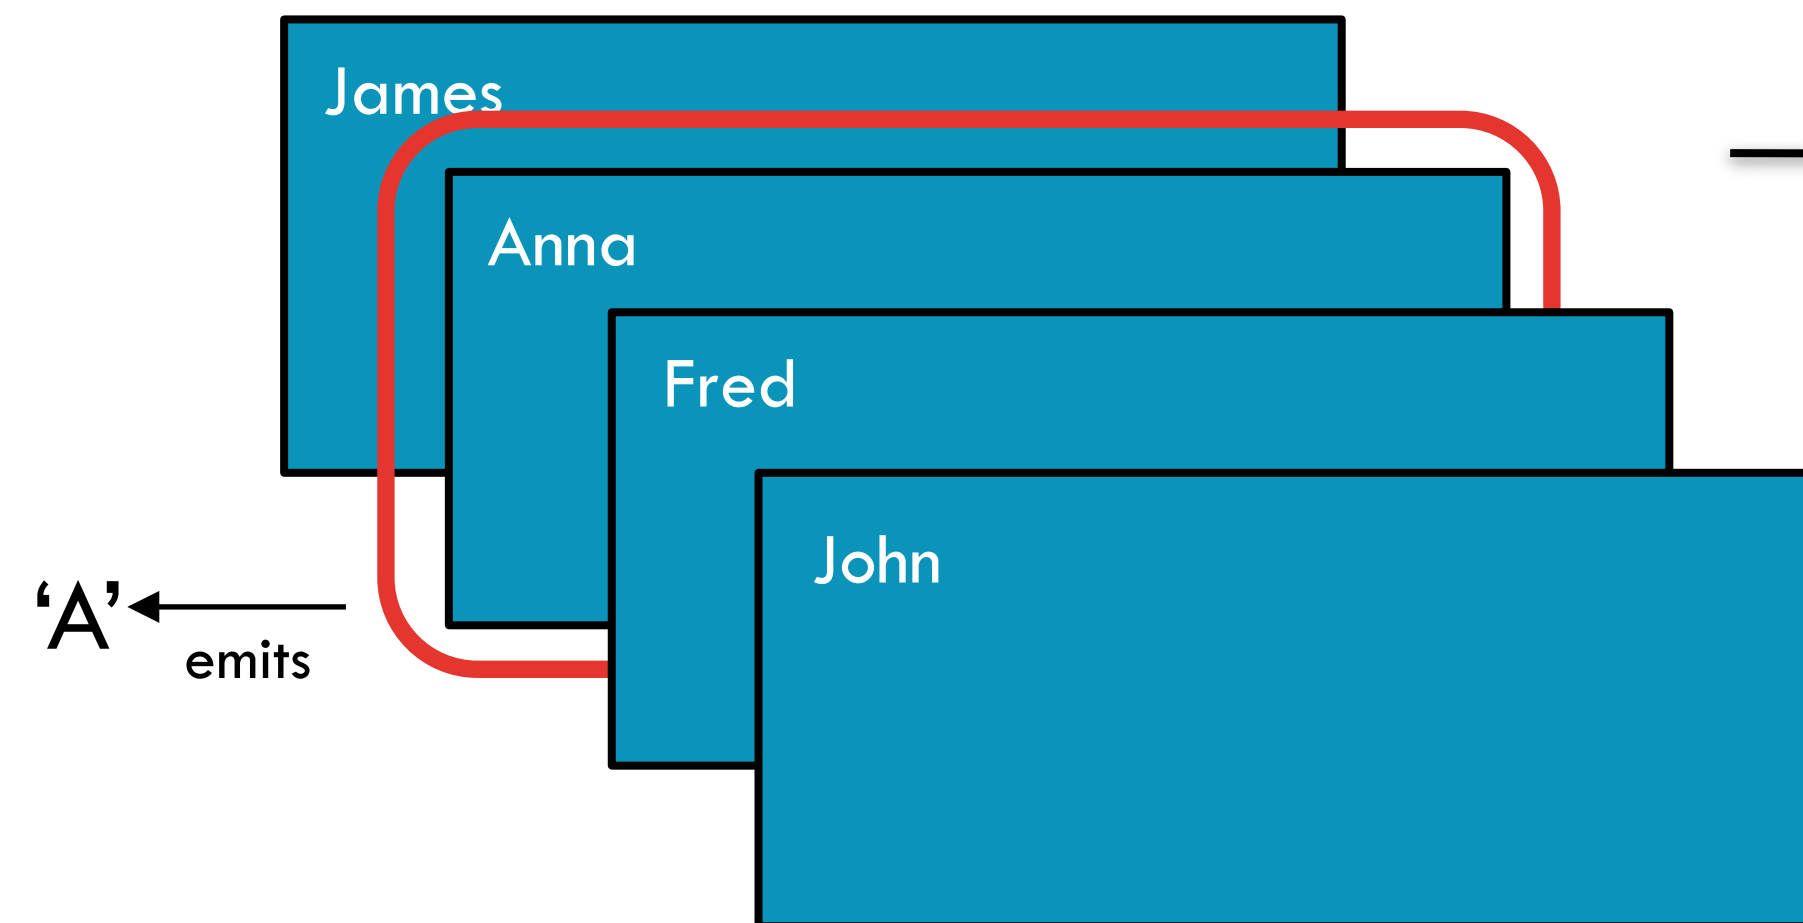 James
Anna
Fred
John
‘A’
emits